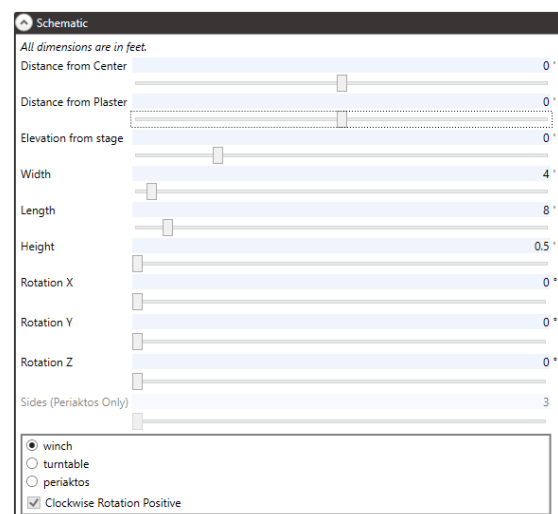 Schematic
All dimensions are in feet.
Distance from Center 0 '
Distance from Plaster 0 '
Elevation from stage 0 '
Width 4 '
Length 8 '
Height 0.5 '
Rotation X 0 °
Rotation Y 0 °
Rotation Z 0 °
Sides (Periaktos Only) 3
winch
turntable
periaktos
Clockwise Rotation Positive